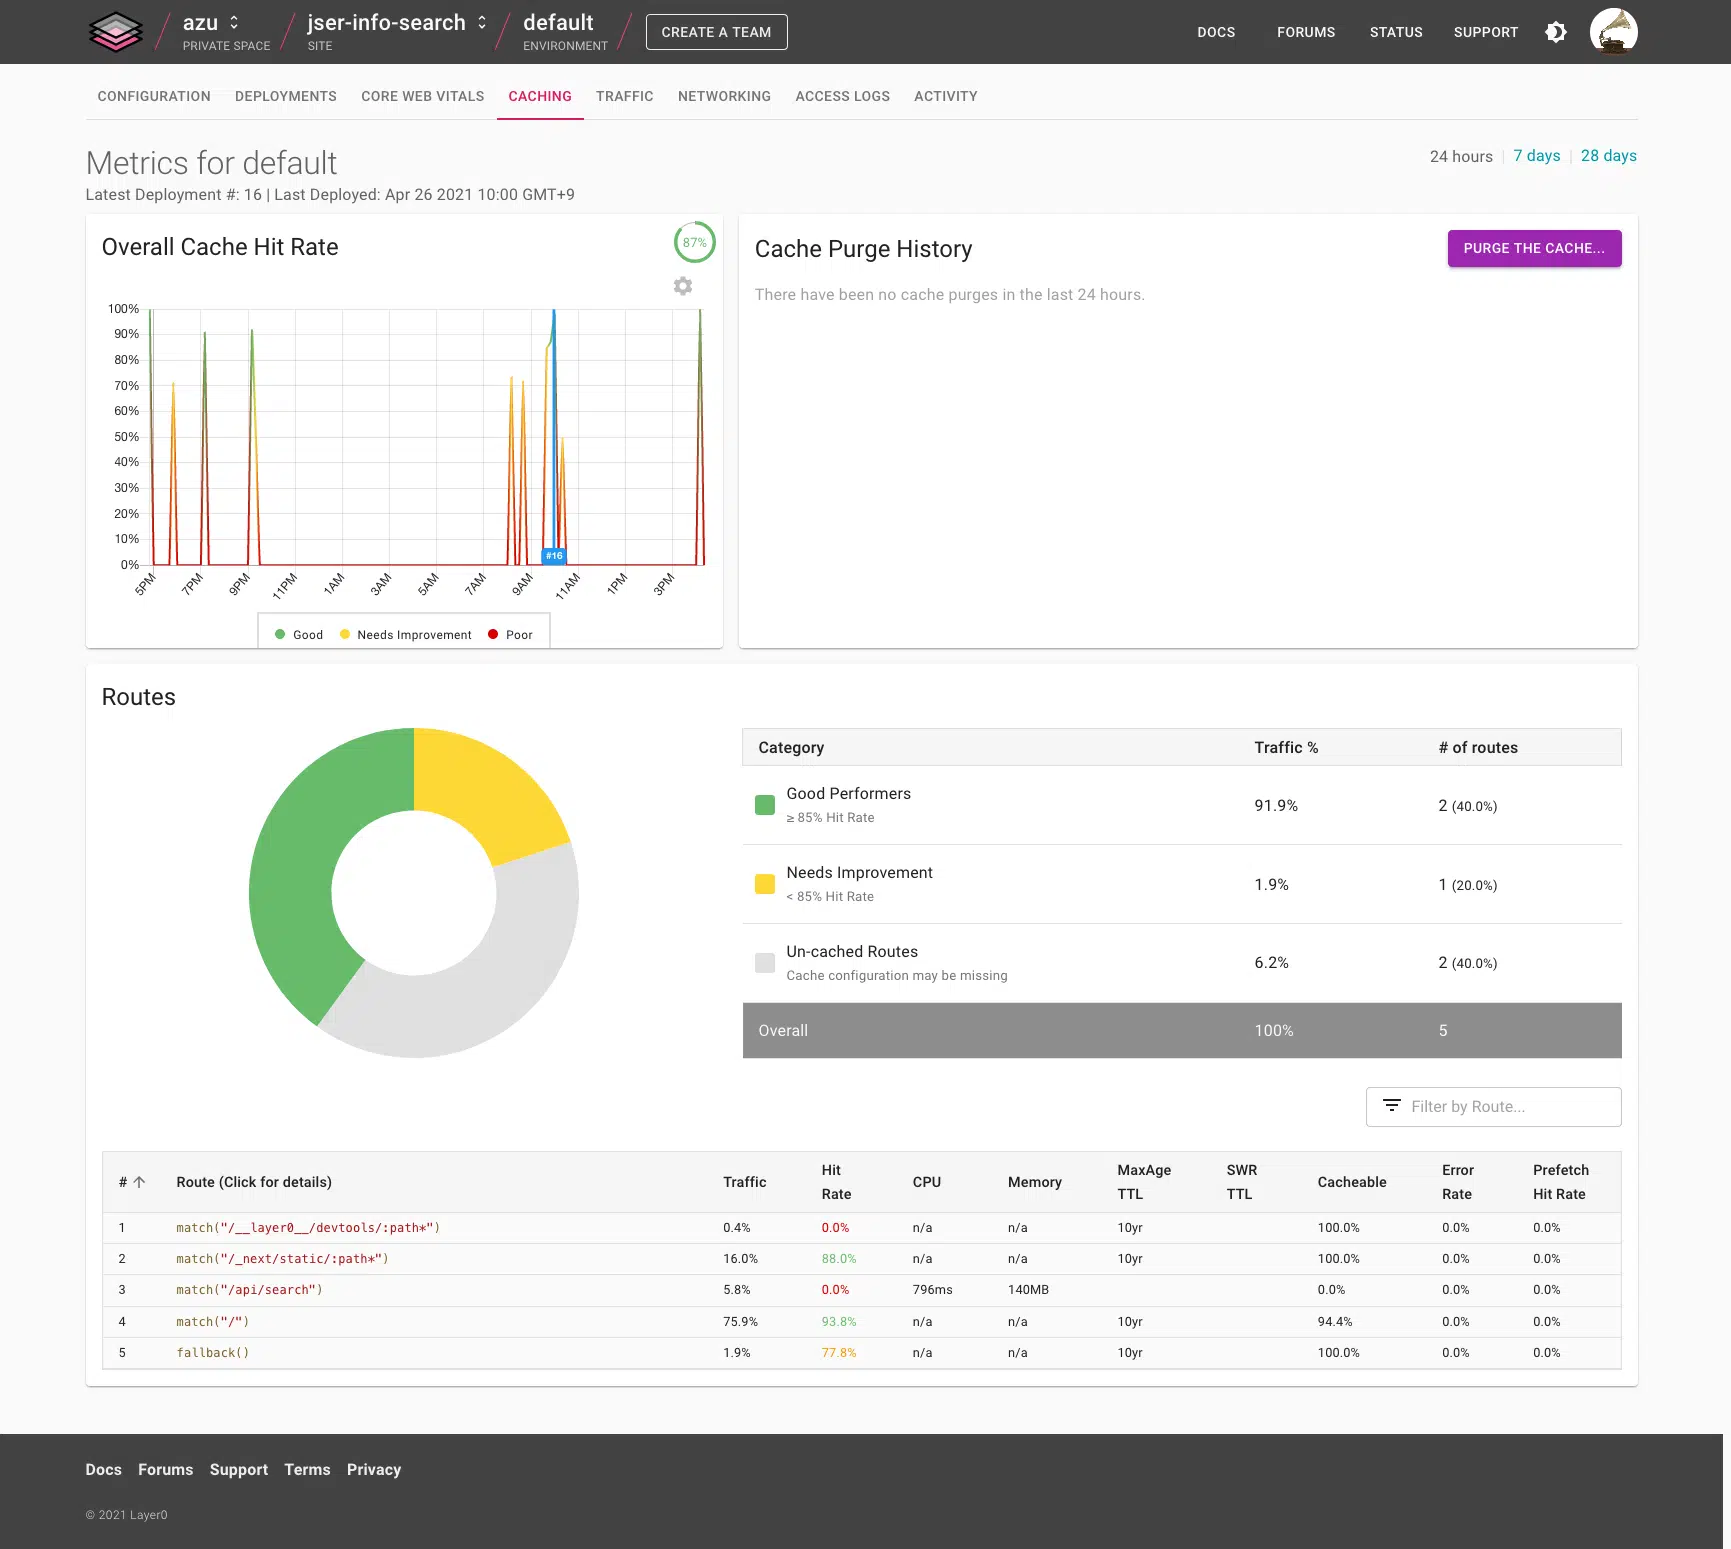 azu
PRIVATE SPACE
jser-info-search
SITE
default
ENVIRONMENT
CREATE A TEAM
DOCS FORUMS STATUS SUPPORT
CONFIGURATION DEPLOYMENTS CORE WEB VITALS CACHING TRAFFIC NETWORKING ACCESS LOGS ACTIVITY
Metrics for default
24 hours | 7 days | 28 days
Latest Deployment #: 16 | Last Deployed: Apr 26 2021 10:00 GMT+9
Overall Cache Hit Rate
87%
100%
90%
80%
70%
60%
50%
40%
30%
20%
10%
0%
#16
5PM 7PM 9PM 11PM 1AM 3AM 5AM 7AM 9AM 11AM 1PM 3PM
Good Needs Improvement Poor
Cache Purge History
PURGE THE CACHE...
There have been no cache purges in the last 24 hours.
Routes
Category Traffic % # of routes
Good Performers
≥ 85% Hit Rate
91.9% 2 (40.0%)
Needs Improvement
< 85% Hit Rate
1.9% 1 (20.0%)
Un-cached Routes
Cache configuration may be missing
6.2% 2 (40.0%)
Overall 100% 5
Filter by Route...
# Route (Click for details) Traffic Hit Rate CPU Memory MaxAge TTL SWR TTL Cacheable Error Rate Prefetch Hit Rate
1 match("/__layer0__/devtools/:path*") 0.4% 0.0% n/a n/a 10yr 100.0% 0.0% 0.0%
2 match("/_next/static/:path*") 16.0% 88.0% n/a n/a 10yr 100.0% 0.0% 0.0%
3 match("/api/search") 5.8% 0.0% 796ms 140MB 0.0% 0.0% 0.0%
4 match("/") 75.9% 93.8% n/a n/a 10yr 94.4% 0.0% 0.0%
5 fallback() 1.9% 77.8% n/a n/a 10yr 100.0% 0.0% 0.0%
Docs Forums Support Terms Privacy
© 2021 Layer0